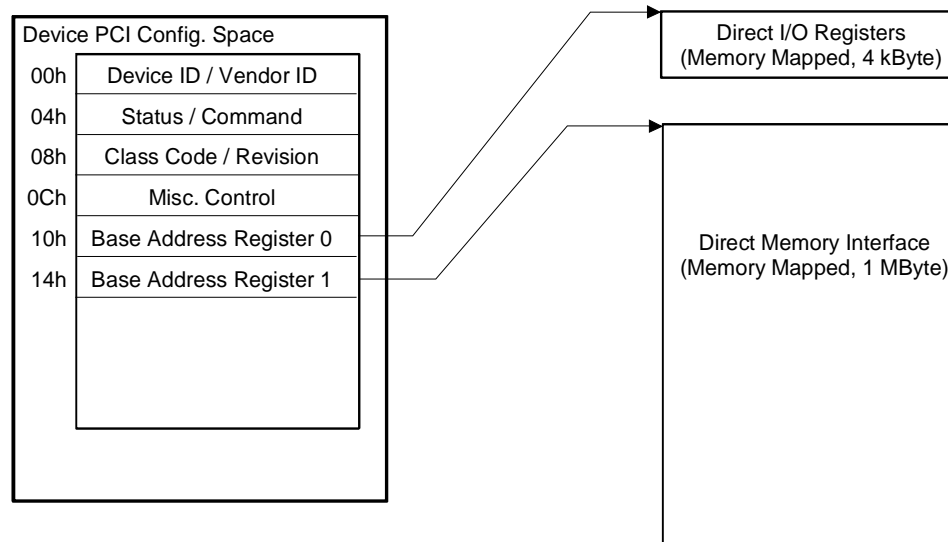 Device PCI Config. Space
00h Device ID / Vendor ID
04h Status / Command
08h Class Code / Revision
0Ch Misc. Control
10h Base Address Register 0
14h Base Address Register 1
Direct I/O Registers
(Memory Mapped, 4 kByte)
Direct Memory Interface
(Memory Mapped, 1 MByte)